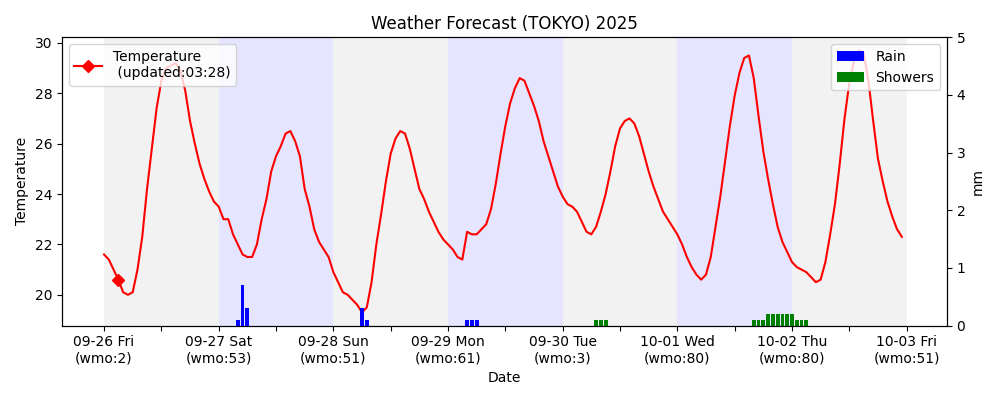 Weather Forecast (TOKYO) 2025
Temperature
(updated:03:28)
Rain
Showers
30
28
26
24
22
20
Temperature
5
4
3
2
1
0
mm
09-26 Fri
(wmo:2)
09-27 Sat
(wmo:53)
09-28 Sun
(wmo:51)
09-29 Mon
(wmo:61)
09-30 Tue
(wmo:3)
10-01 Wed
(wmo:80)
10-02 Thu
(wmo:80)
10-03 Fri
(wmo:51)
Date